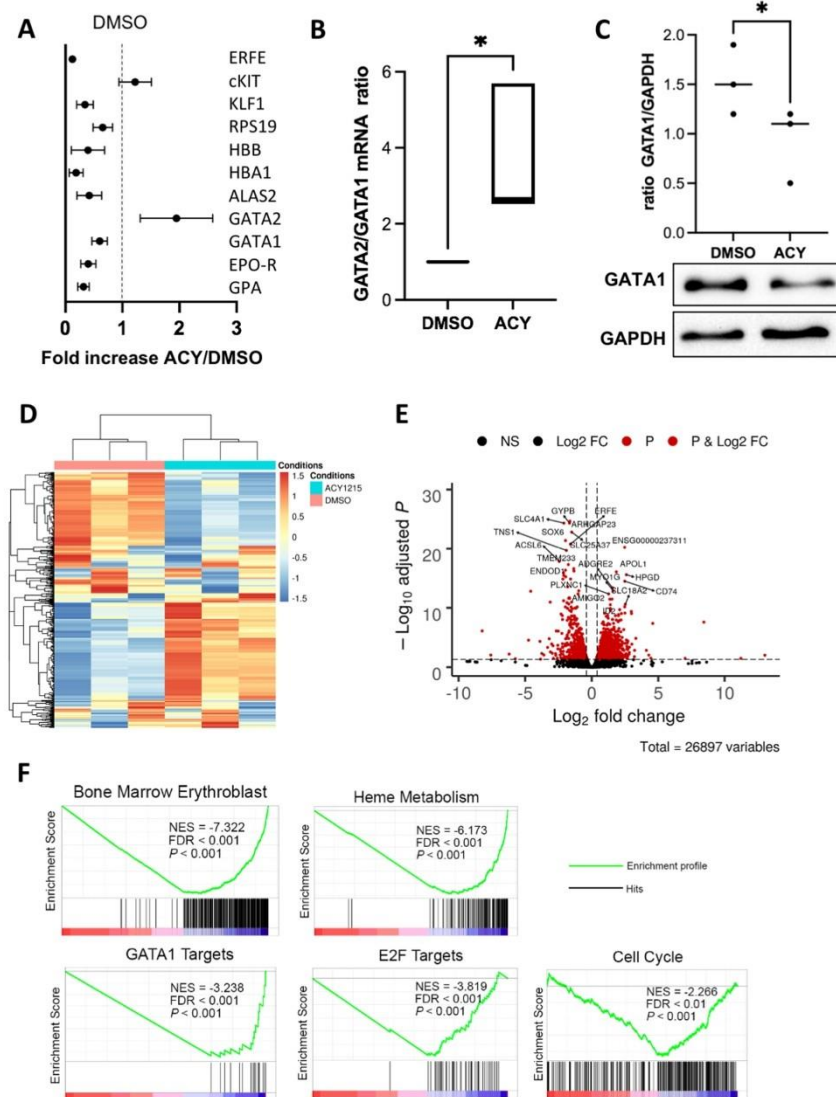 A
DMSO
ERFE
cKIT
KLF1
RPS19
HBB
HBA1
ALAS2
GATA2
GATA1
EPO-R
GPA
0 1 2 3
Fold increase ACY/DMSO
B
*
GATA2/GATA1 mRNA ratio
6
4
2
0
DMSO ACY
C
*
ratio GATA1/GAPDH
2.0
1.5
1.0
0.5
0.0
DMSO ACY
GATA1
GAPDH
D
Conditions
Conditions
ACY1215
DMSO
1.5
1
0.5
0
-0.5
-1
-1.5
E
NS Log2 FC P P & Log2 FC
– Log10 adjusted P
30
20
10
0
GYPB ERFE
SLC4A1 ARHGAP23
TNS1 SOX6 ENSG00000237311
ACSL6 SLC25A37
TMEM233 ADGRE2 APOL1
ENDOD1 MYO1G HPGD
PLXNC1 SLC18A2 CD74
AMIGO2
ID2
-10 -5 0 5 10
Log2 fold change
Total = 26897 variables
F
Bone Marrow Erythroblast
Enrichment Score
NES = -7.322
FDR < 0.001
P < 0.001
Heme Metabolism
Enrichment Score
NES = -6.173
FDR < 0.001
P < 0.001
Enrichment profile
Hits
GATA1 Targets
Enrichment Score
NES = -3.238
FDR < 0.001
P < 0.001
E2F Targets
Enrichment Score
NES = -3.819
FDR < 0.001
P < 0.001
Cell Cycle
Enrichment Score
NES = -2.266
FDR < 0.01
P < 0.001